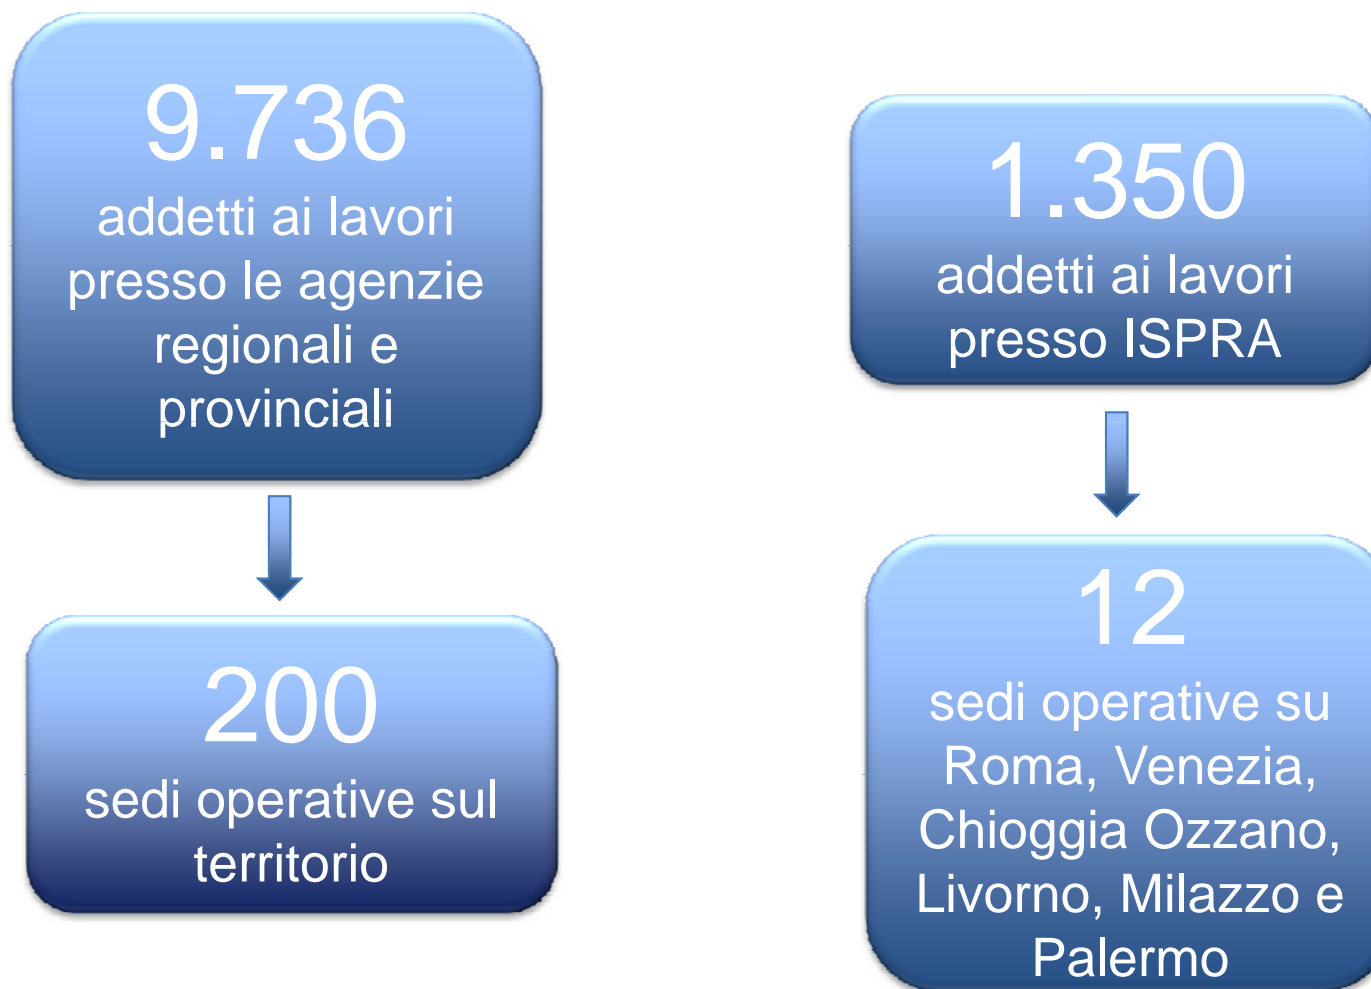 9.736
addetti ai lavori
presso le agenzie
regionali e
provinciali
200
sedi operative sul
territorio
1.350
addetti ai lavori
presso ISPRA
12
sedi operative su
Roma, Venezia,
Chioggia Ozzano,
Livorno, Milazzo e
Palermo